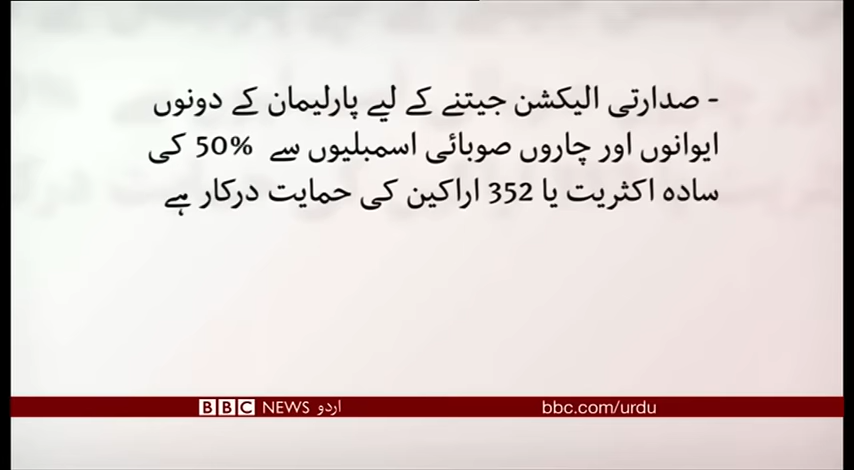 - صدارتی الیکشن جیتنے کے لیے پارلیمان کے دونوں
ایوانوں اور چاروں صوبائی اسمبلیوں سے 50% کی
سادہ اکثریت یا 352 اراکین کی حمایت درکار ہے
BBC NEWS اردو
bbc.com/urdu